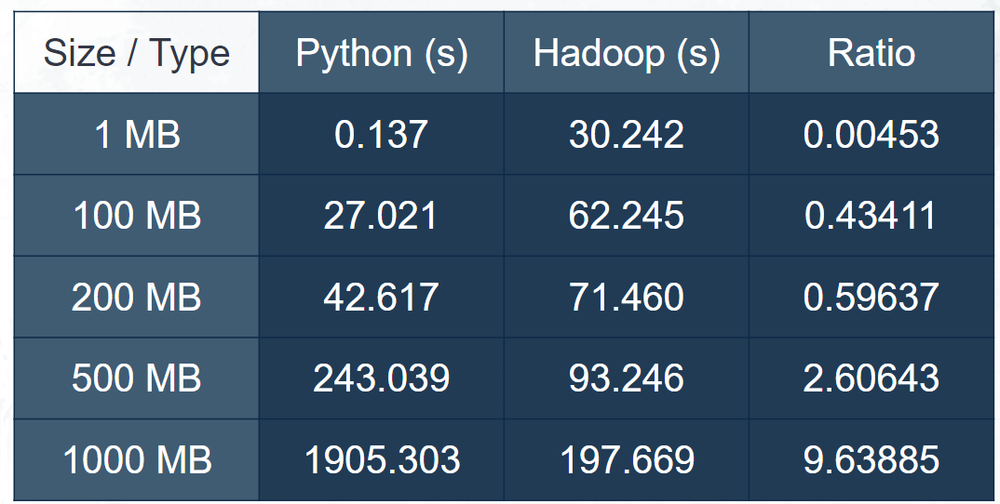 Size / Type Python (s) Hadoop (s) Ratio
1 MB 0.137 30.242 0.00453
100 MB 27.021 62.245 0.43411
200 MB 42.617 71.460 0.59637
500 MB 243.039 93.246 2.60643
1000 MB 1905.303 197.669 9.63885